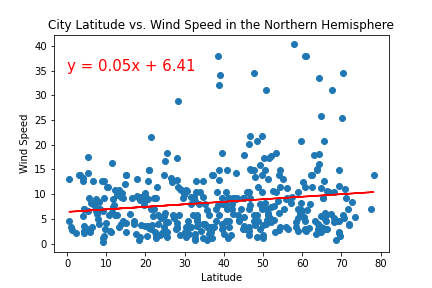 City Latitude vs. Wind Speed in the Northern Hemisphere
y = 0.05x + 6.41
Wind Speed
40
35
30
25
20
15
10
5
0
0 10 20 30 40 50 60 70 80
Latitude